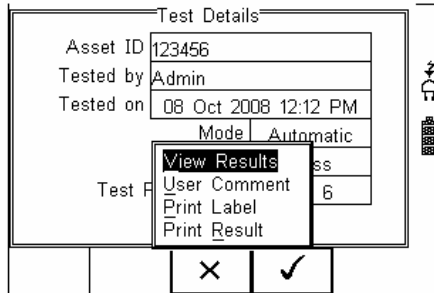 Test Details
Asset ID 123456
Tested by Admin
Tested on 08 Oct 2008 12:12 PM
Mode Automatic
View Results
User Comment
Test 6
Print Label
Print Result